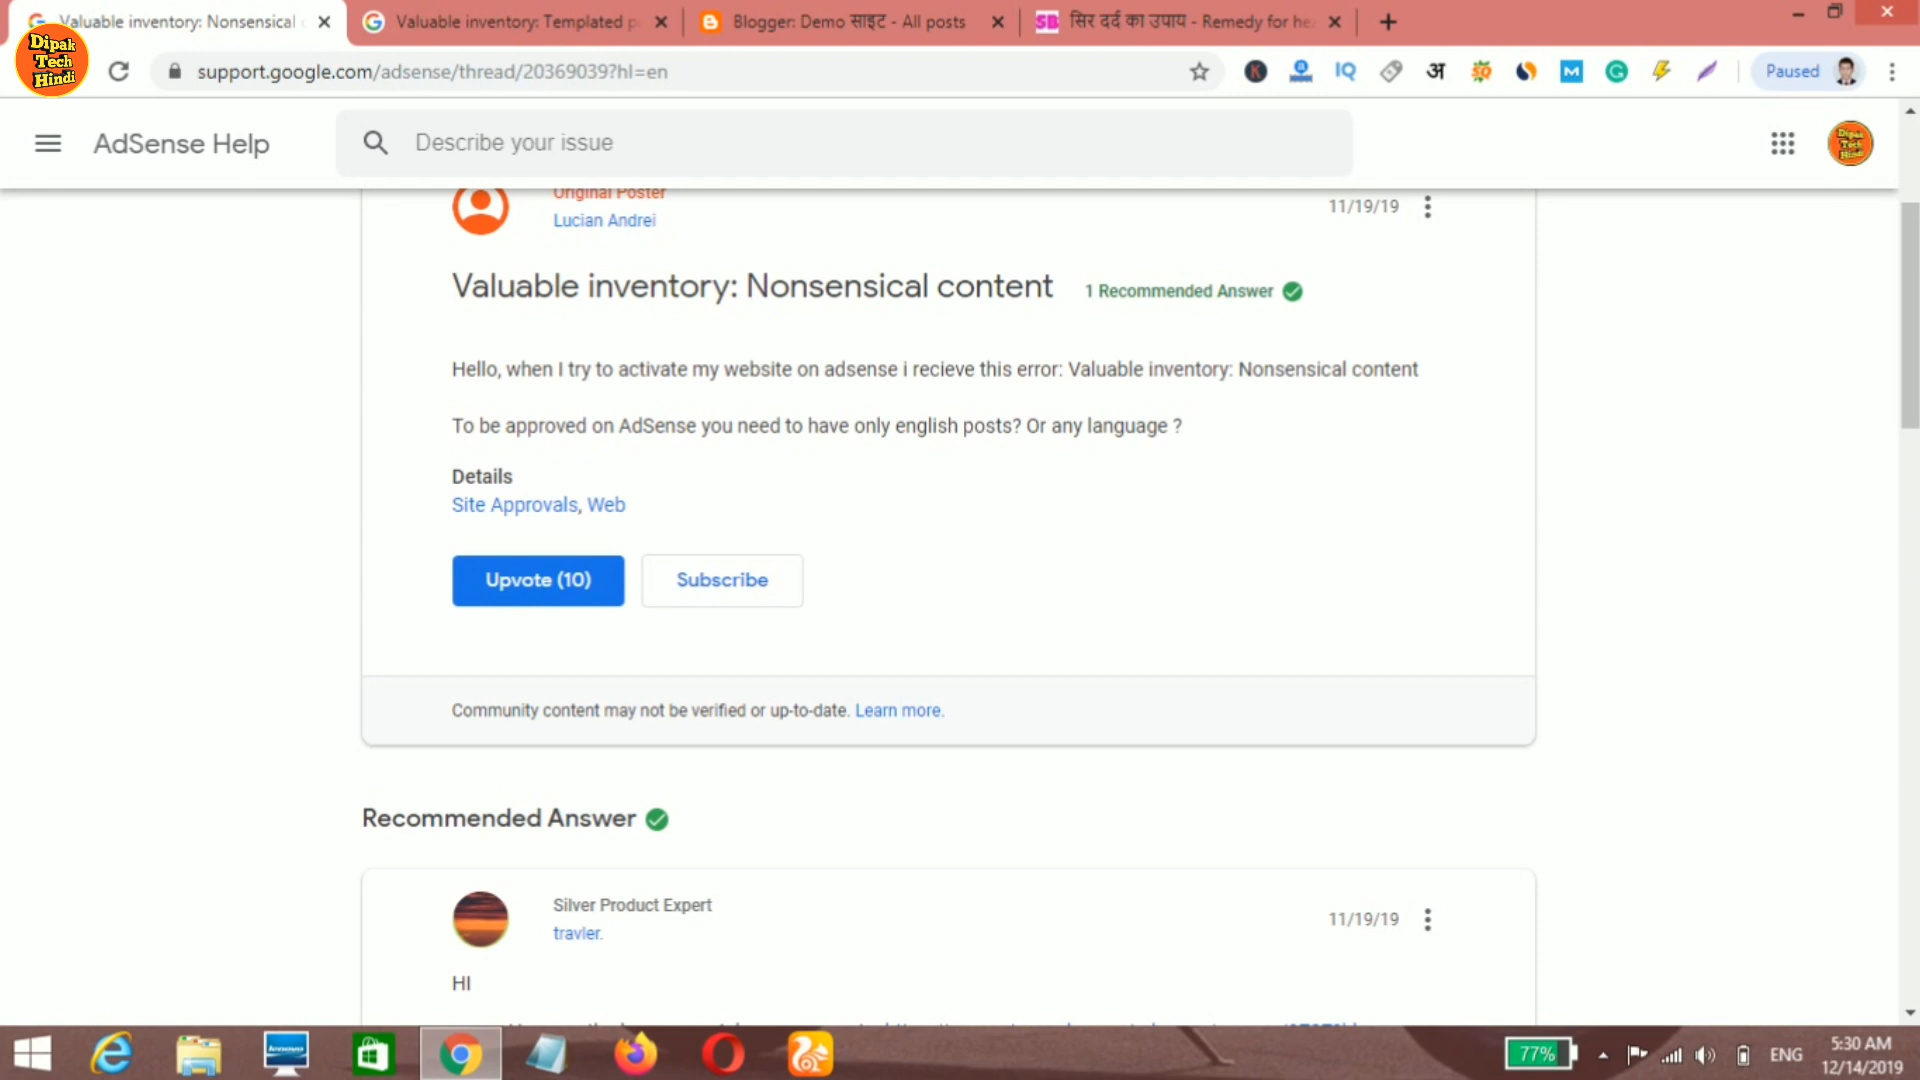 Valuable inventory: Nonsensical
Valuable inventory: Templated p
Blogger: Demo साइट - All posts
SB सिर दर्द का उपाय - Remedy for he
Dipak
Tech
Hindi
support.google.com/adsense/thread/20369039?hl=en
Paused
AdSense Help
Describe your issue
Original Poster
Lucian Andrei
11/19/19
Valuable inventory: Nonsensical content
1 Recommended Answer
Hello, when I try to activate my website on adsense i recieve this error: Valuable inventory: Nonsensical content
To be approved on AdSense you need to have only english posts? Or any language ?
Details
Site Approvals, Web
Upvote (10)
Subscribe
Community content may not be verified or up-to-date. Learn more.
Recommended Answer
Silver Product Expert
travler.
11/19/19
HI
77%
ENG
5:30 AM
12/14/2019